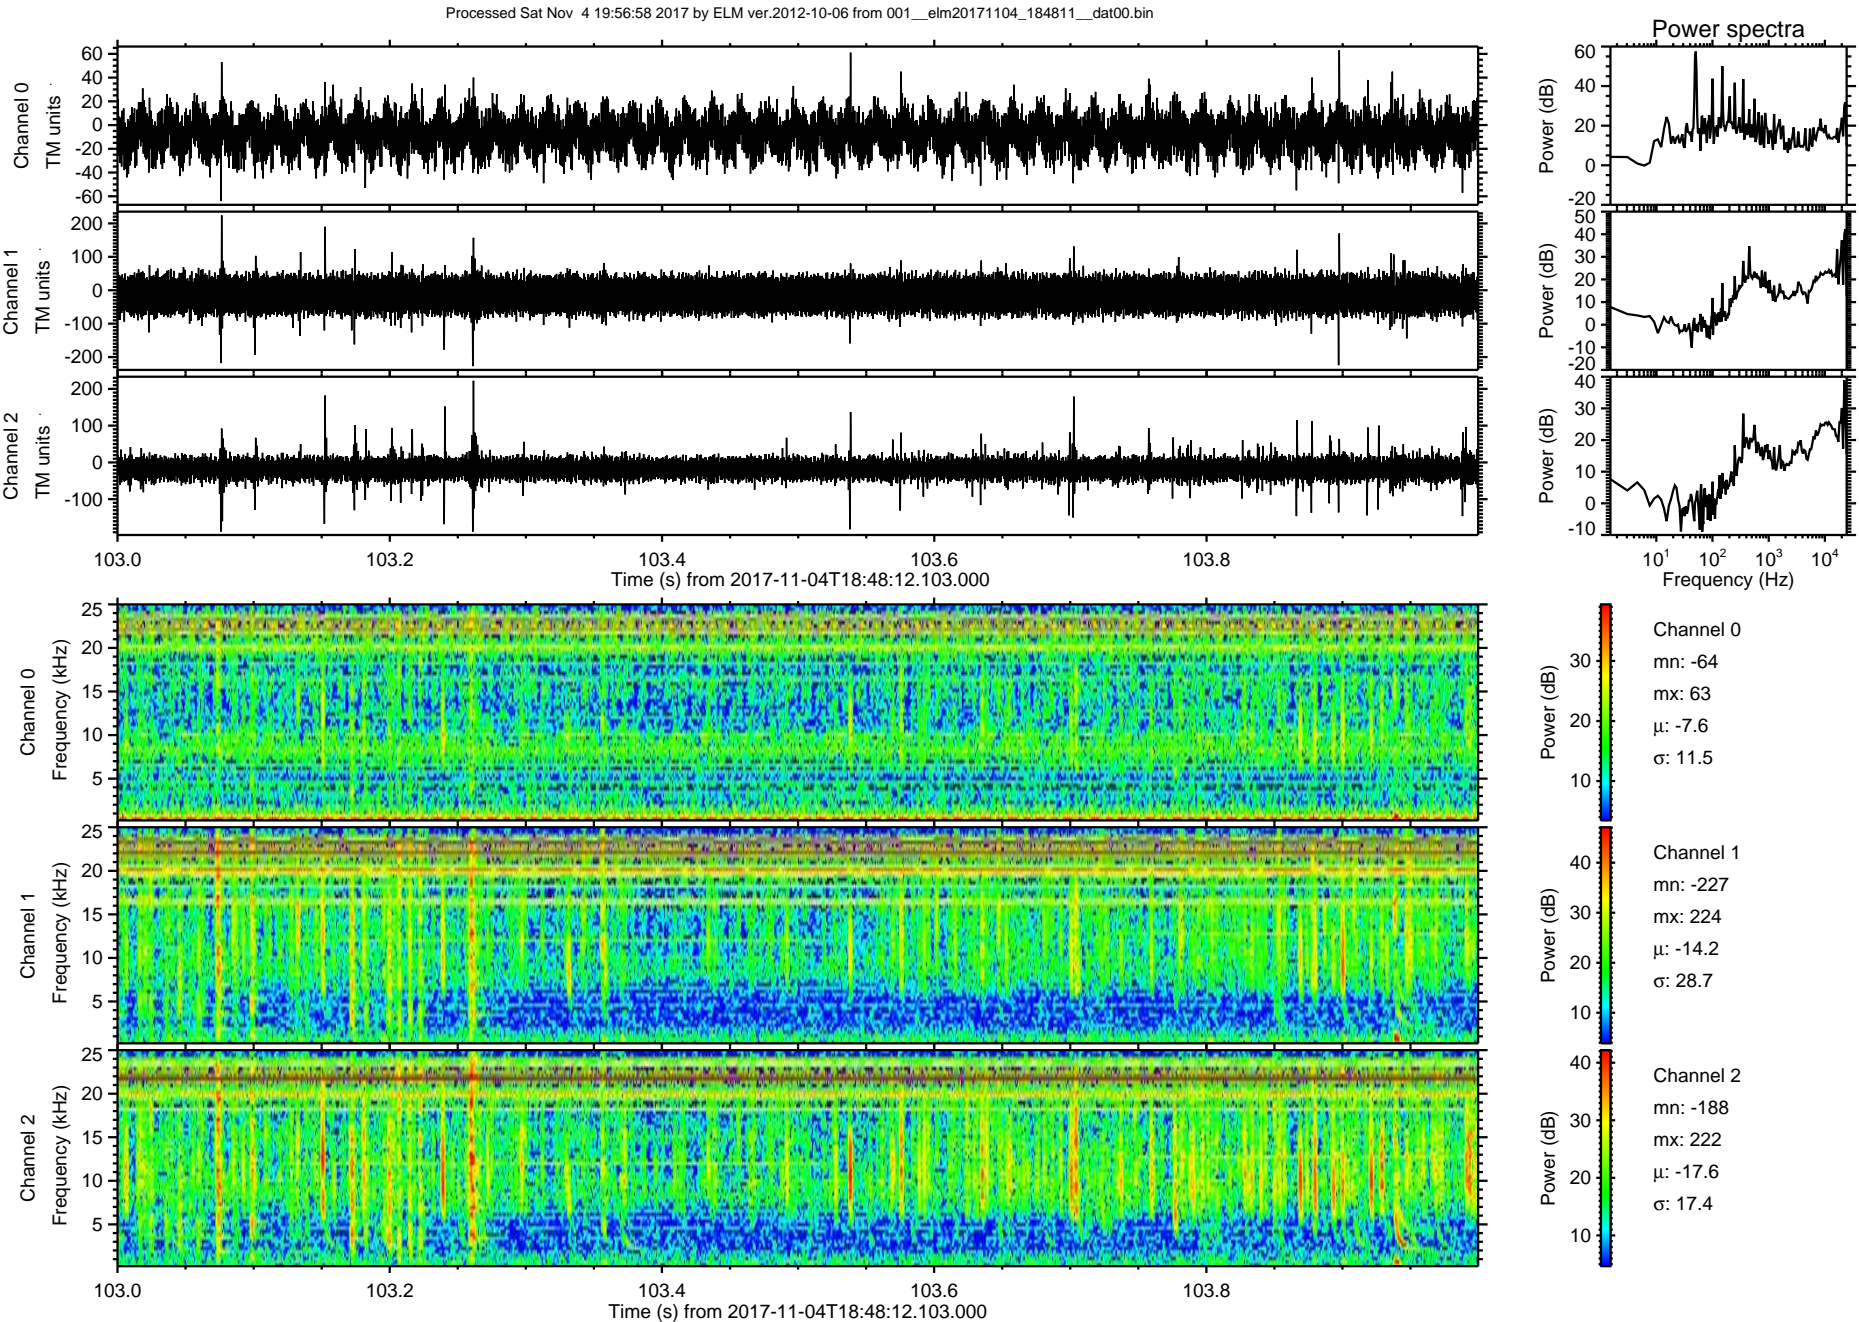 Processed Sat Nov  4 19:56:58 2017 by ELM ver.2012-10-06 from 001__elm20171104_184811__dat00.bin
Power spectra
Channel 0
TM units
60
40
20
0
-20
-40
-60
Power (dB)
60
40
20
0
-20
Channel 1
TM units
200
100
0
-100
-200
Power (dB)
50
40
30
20
10
0
-10
-20
Channel 2
TM units
200
100
0
-100
Power (dB)
40
30
20
10
0
-10
103.0 103.2 103.4 103.6 103.8
Time (s) from 2017-11-04T18:48:12.103.000
10^1 10^2 10^3 10^4
Frequency (Hz)
Channel 0
Frequency (kHz)
25
20
15
10
5
Power (dB)
30
20
10
Channel 0
mn: -64
mx: 63
µ: -7.6
σ: 11.5
Channel 1
Frequency (kHz)
25
20
15
10
5
Power (dB)
40
30
20
10
Channel 1
mn: -227
mx: 224
µ: -14.2
σ: 28.7
Channel 2
Frequency (kHz)
25
20
15
10
5
Power (dB)
40
30
20
10
Channel 2
mn: -188
mx: 222
µ: -17.6
σ: 17.4
103.0 103.2 103.4 103.6 103.8
Time (s) from 2017-11-04T18:48:12.103.000